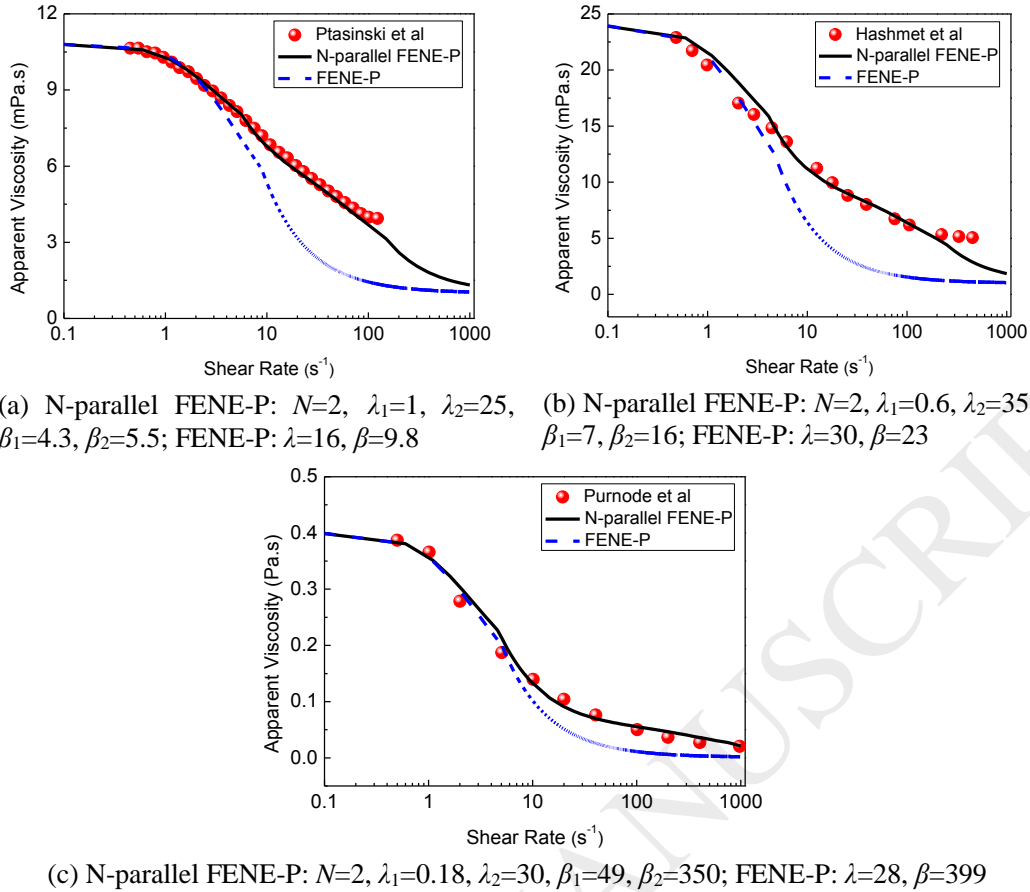 Ptasinski et al
N-parallel FENE-P
FENE-P
Apparent Viscosity (mPa.s)
12
9
6
3
0
0.1 1 10 100 1000
Shear Rate (s⁻¹)
(a) N-parallel FENE-P: N=2, λ₁=1, λ₂=25,
β₁=4.3, β₂=5.5; FENE-P: λ=16, β=9.8
Hashmet et al
N-parallel FENE-P
FENE-P
Apparent Viscosity (mPa.s)
25
20
15
10
5
0
0.1 1 10 100 1000
Shear Rate (s⁻¹)
(b) N-parallel FENE-P: N=2, λ₁=0.6, λ₂=35
β₁=7, β₂=16; FENE-P: λ=30, β=23
Purnode et al
N-parallel FENE-P
FENE-P
Apparent Viscosity (Pa.s)
0.5
0.4
0.3
0.2
0.1
0.0
0.1 1 10 100 1000
Shear Rate (s⁻¹)
(c) N-parallel FENE-P: N=2, λ₁=0.18, λ₂=30, β₁=49, β₂=350; FENE-P: λ=28, β=399